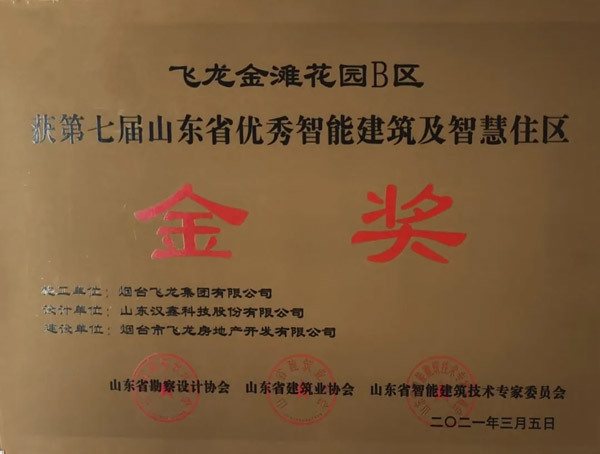 飞龙金滩花园B区
获第七届山东省优秀智能建筑及智慧住区
金奖
施工单位：烟台飞龙集团有限公司
设计单位：山东汉鑫科技股份有限公司
建设单位：烟台市飞龙房地产开发有限公司
山东省勘察设计协会 山东省建筑业协会 山东省智能建筑技术专家委员会
二〇二一年三月五日